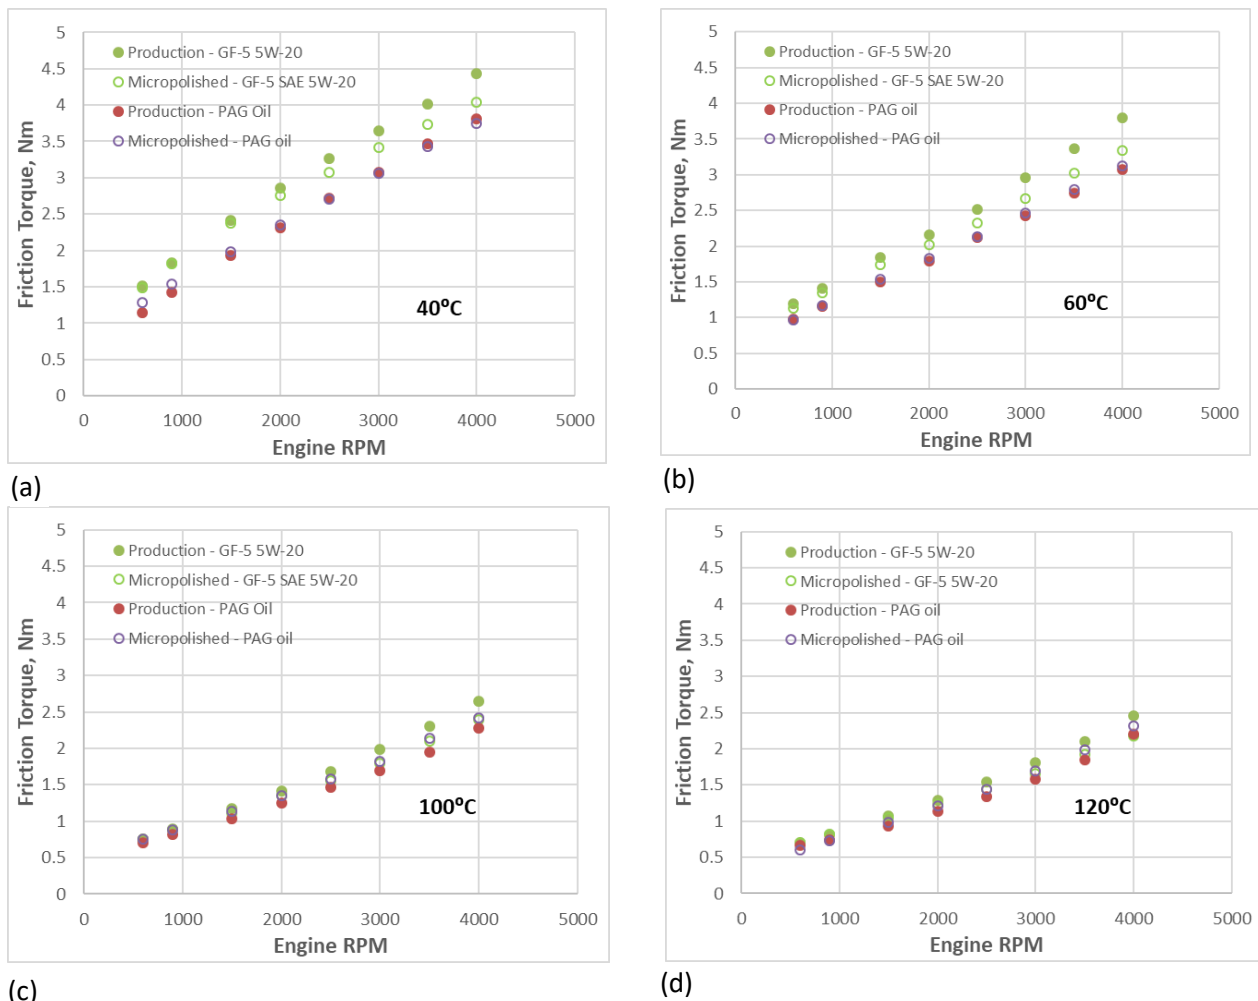 5
4.5
4
3.5
3
2.5
2
1.5
1
0.5
0
Friction Torque, Nm
Production - GF-5 5W-20
Micropolished - GF-5 SAE 5W-20
Production - PAG Oil
Micropolished - PAG oil
40⁰C
0 1000 2000 3000 4000 5000
Engine RPM
(a)
5
4.5
4
3.5
3
2.5
2
1.5
1
0.5
0
Friction Torque, Nm
Production - GF-5 5W-20
Micropolished - GF-5 SAE 5W-20
Production - PAG oil
Micropolished - PAG oil
60⁰C
0 1000 2000 3000 4000 5000
Engine RPM
(b)
5
4.5
4
3.5
3
2.5
2
1.5
1
0.5
0
Friction Torque, Nm
Production - GF-5 5W-20
Micropolished - GF-5 SAE 5W-20
Production - PAG Oil
Micropolished - PAG oil
100⁰C
0 1000 2000 3000 4000 5000
Engine RPM
(c)
5
4.5
4
3.5
3
2.5
2
1.5
1
0.5
0
Friction Torque, Nm
Production - GF-5 5W-20
Micropolished - GF-5 5W-20
Production - PAG oil
Micropolished - PAG oil
120⁰C
0 1000 2000 3000 4000 5000
Engine RPM
(d)